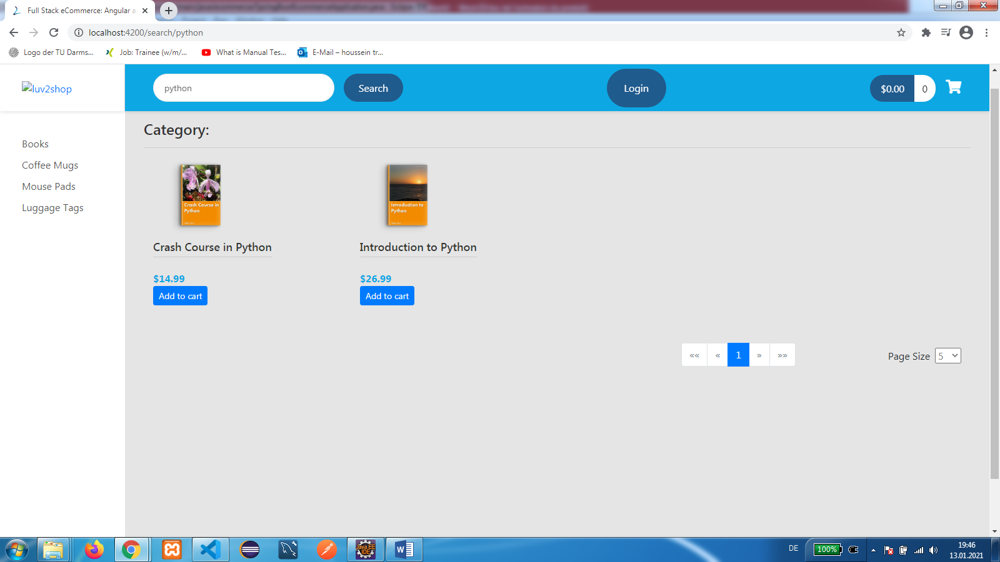 Full Stack eCommerce: Angular a
localhost:4200/search/python
Logo der TU Darms...
Job: Trainee (w/m/...
What is Manual Tes...
E-Mail – houssein tr...
luv2shop
python
Search
Login
$0.00
0
Category:
Books
Coffee Mugs
Mouse Pads
Luggage Tags
Crash Course in
Python
Introduction to
Python
Crash Course in Python
Introduction to Python
$14.99
$26.99
Add to cart
Add to cart
«« « 1 » »»
Page Size 5
Java EE
IDE
DE
100%
19:46
13.01.2021